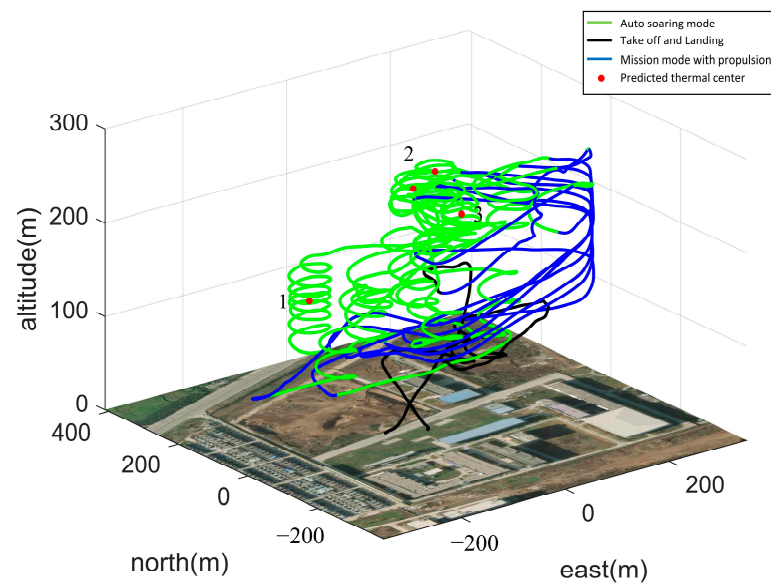 Auto soaring mode
Take off and Landing
Mission mode with propulsion
Predicted thermal center
300
200
100
0
altitude(m)
2
3
1
400
200
0
−200
north(m)
−200
0
200
east(m)